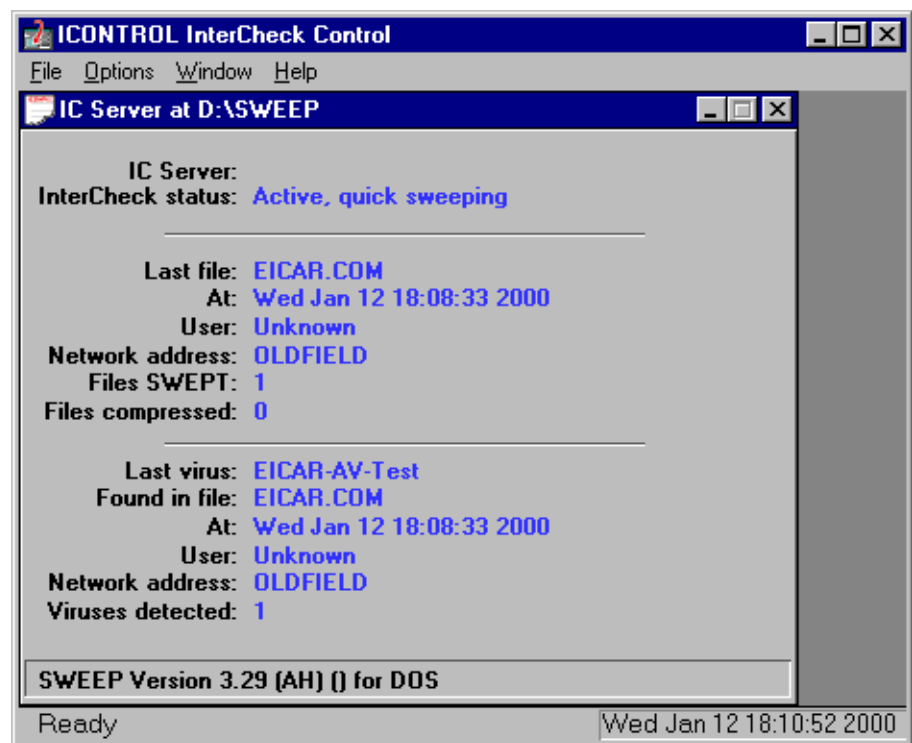 ICONTROL InterCheck Control
File Options Window Help
IC Server at D:\SWEEP
IC Server:
InterCheck status: Active, quick sweeping
Last file: EICAR.COM
At: Wed Jan 12 18:08:33 2000
User: Unknown
Network address: OLDFIELD
Files SWEPT: 1
Files compressed: 0
Last virus: EICAR-AV-Test
Found in file: EICAR.COM
At: Wed Jan 12 18:08:33 2000
User: Unknown
Network address: OLDFIELD
Viruses detected: 1
SWEEP Version 3.29 (AH) () for DOS
Ready Wed Jan 12 18:10:52 2000